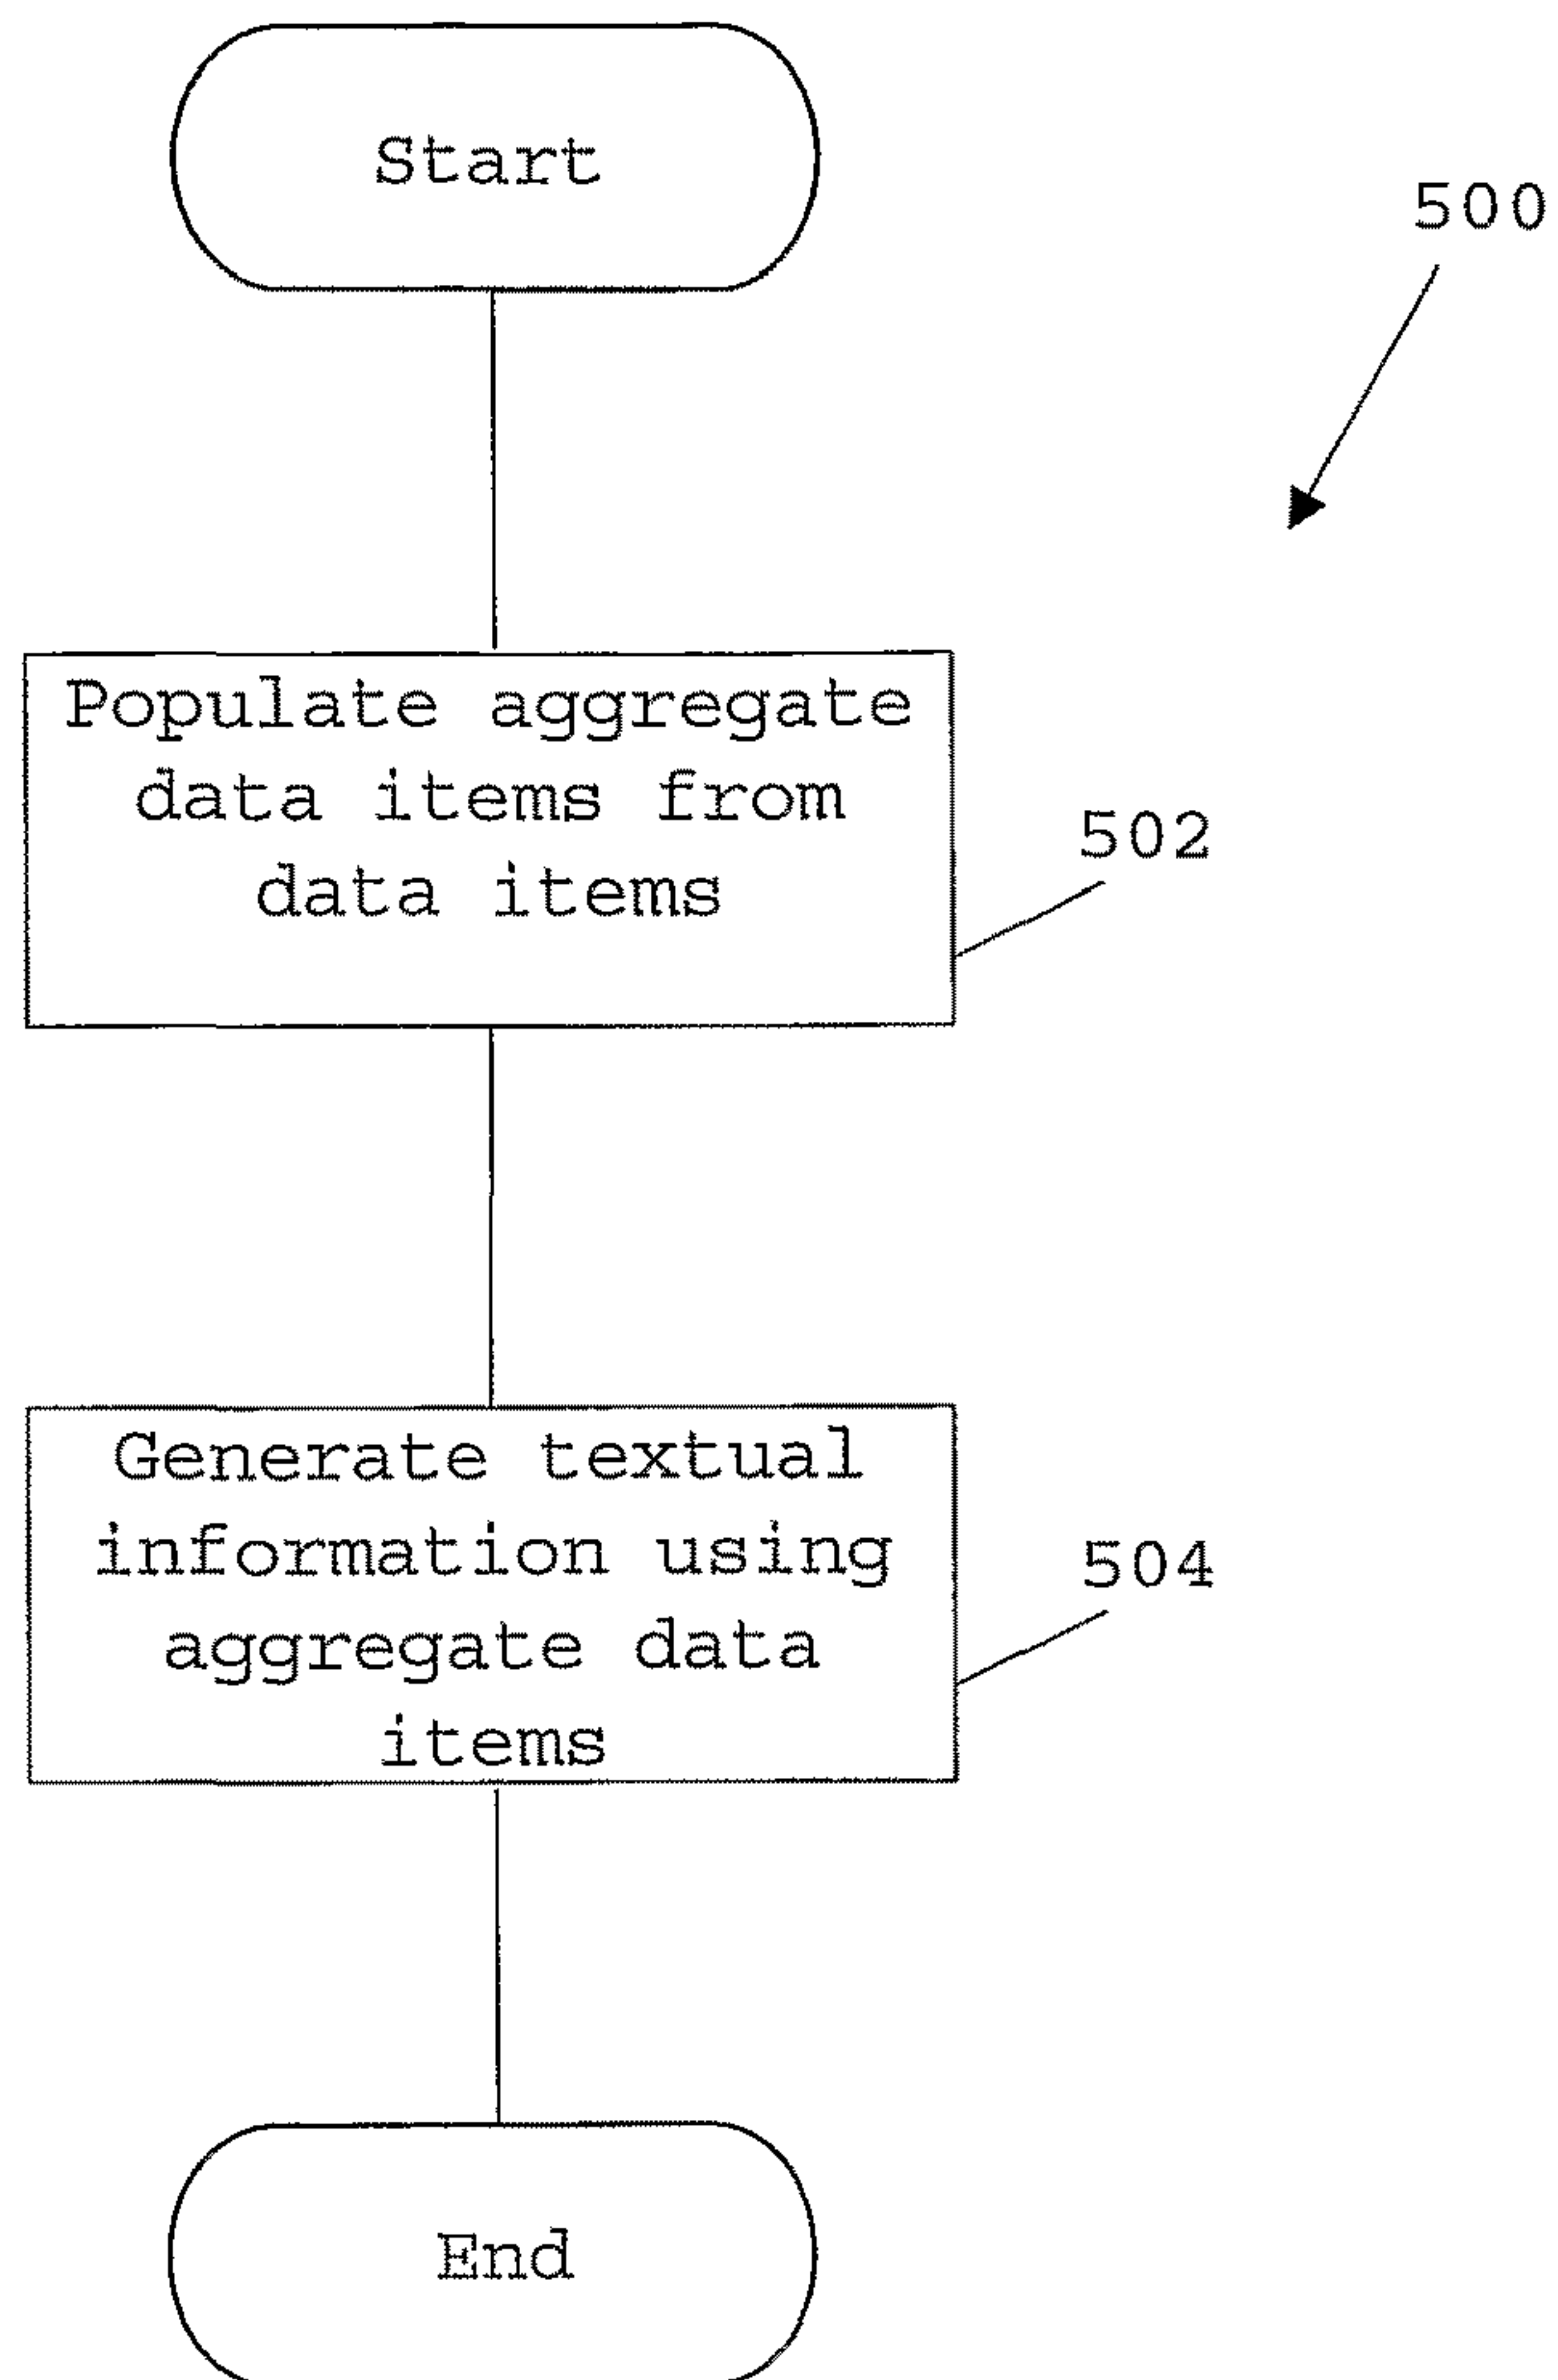 Start
500
Populate aggregate
data items from
data items
502
Generate textual
information using
aggregate data
items
504
End